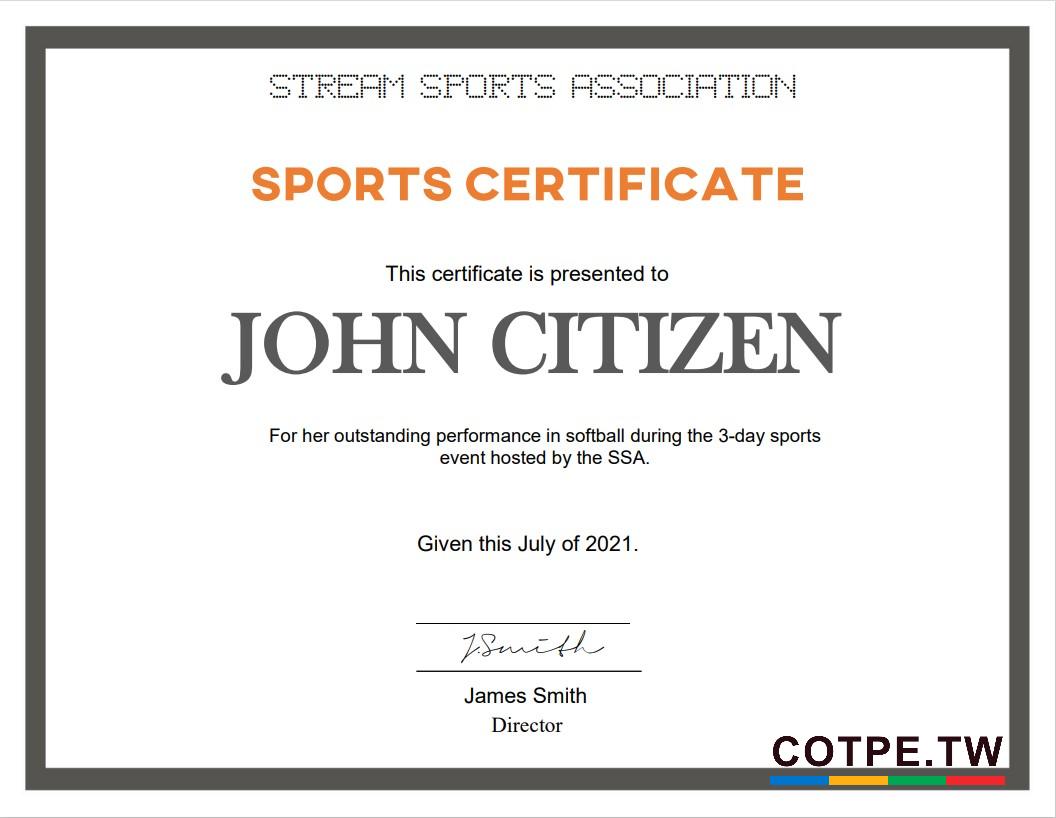 STREAM SPORTS ASSOCIATION
SPORTS CERTIFICATE
This certificate is presented to
JOHN CITIZEN
For her outstanding performance in softball during the 3-day sports
event hosted by the SSA.
Given this July of 2021.
J.Smith
James Smith
Director
COTPE.TW